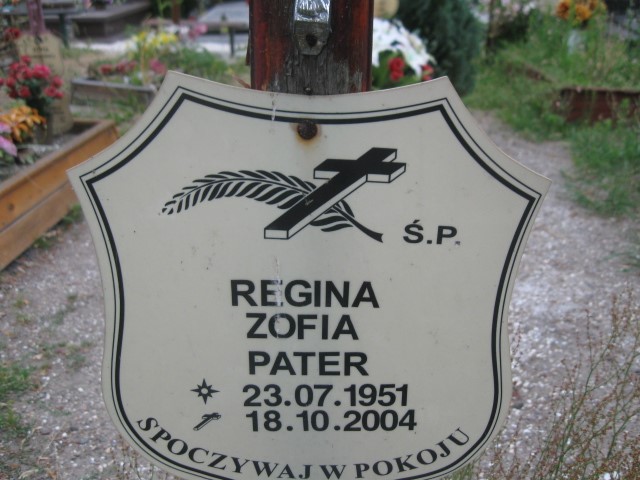 Ś.P.
REGINA
ZOFIA
PATER
23.07.1951
18.10.2004
SPOCZYWAJ W POKOJU